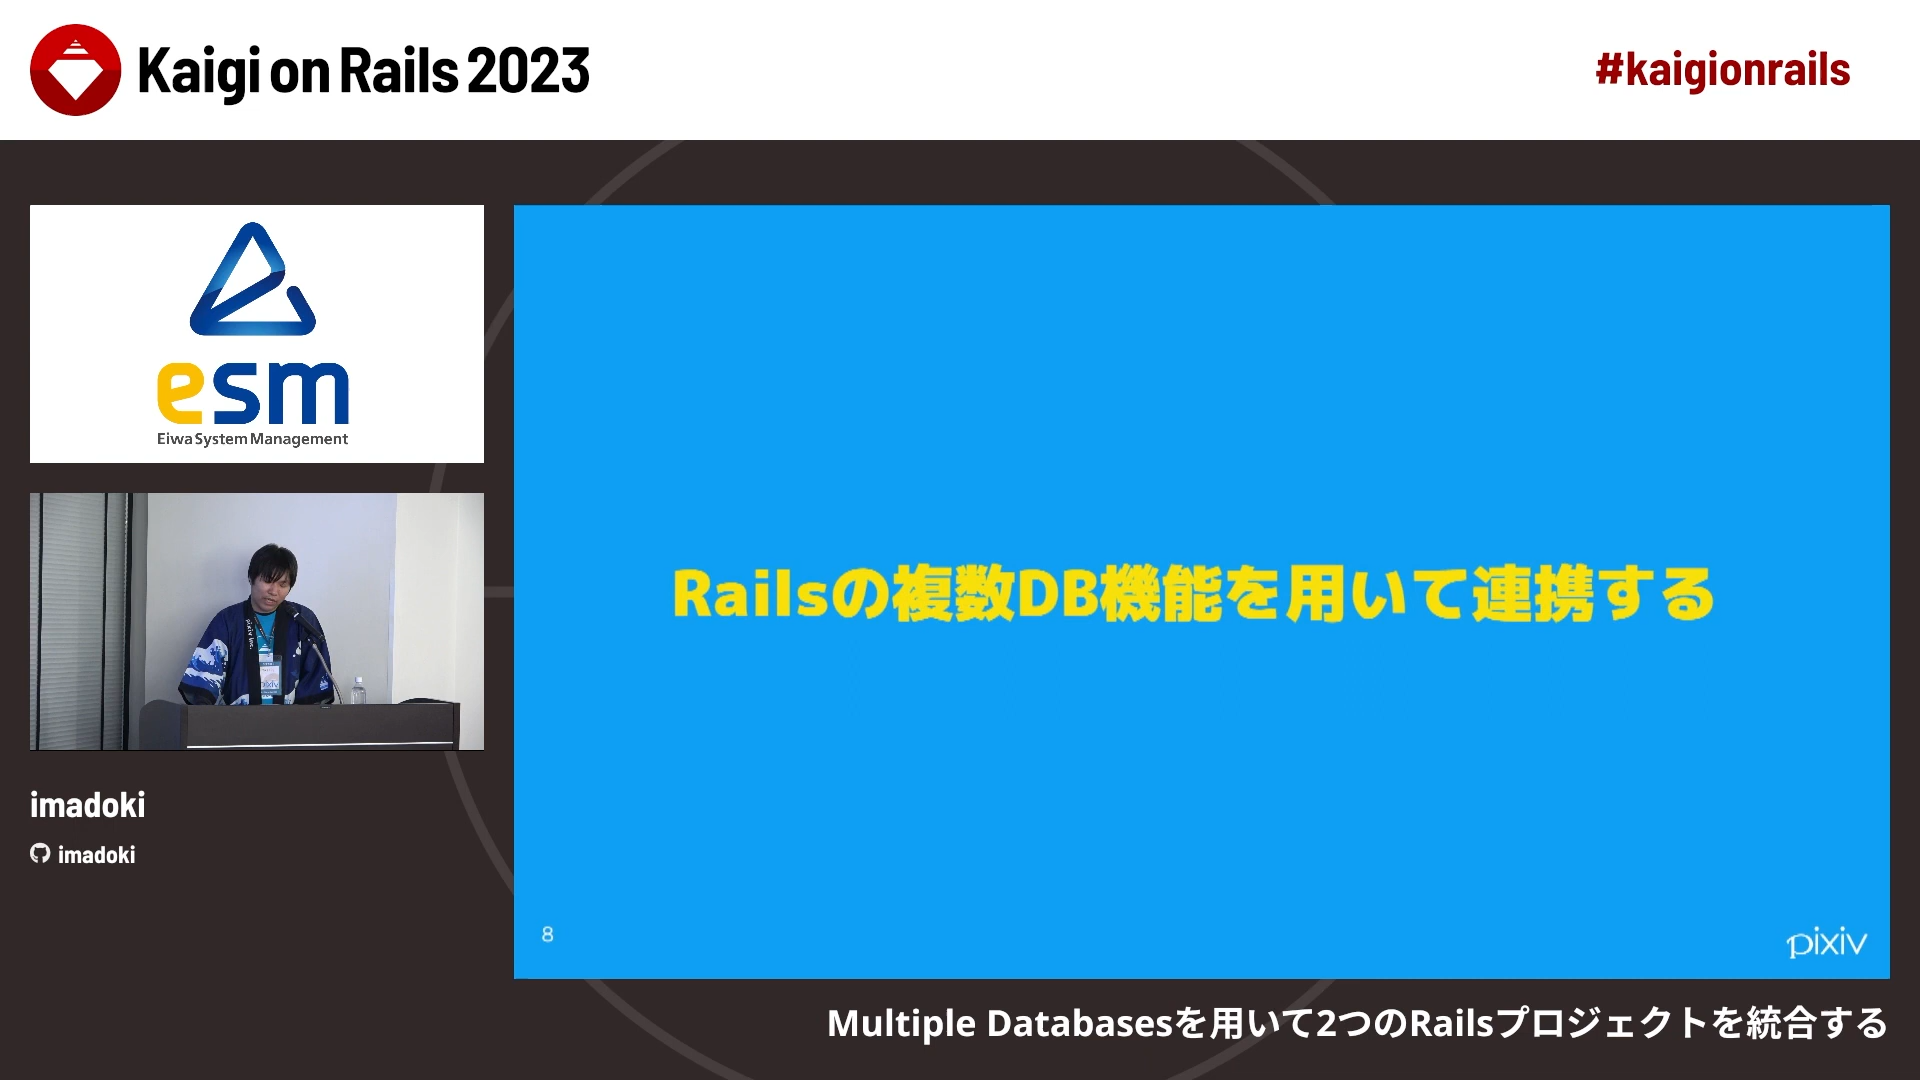 Kaigi on Rails 2023
#kaigionrails
esm
Eiwa System Management
Railsの複数DB機能を用いて連携する
8
pixiv
imadoki
imadoki
Multiple Databasesを用いて2つのRailsプロジェクトを統合する